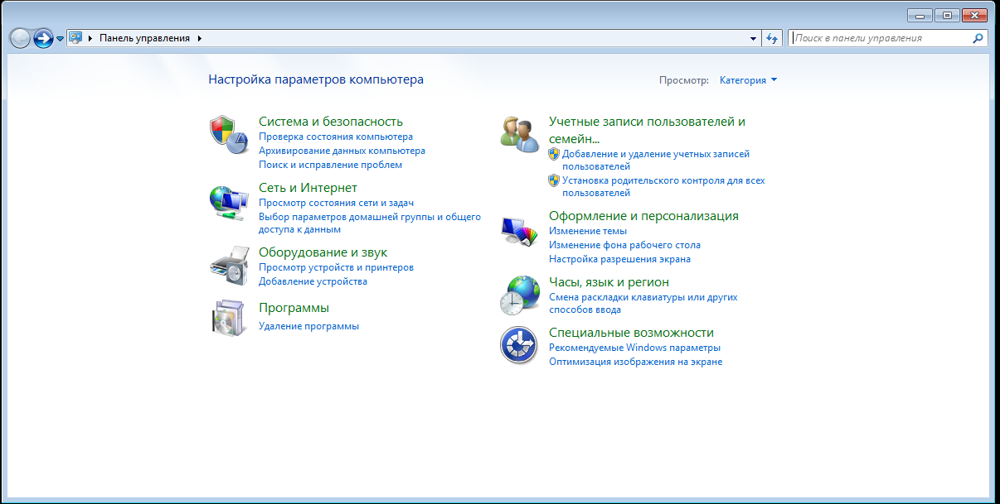 Панель управления
Поиск в панели управления
Настройка параметров компьютера
Просмотр:
Категория
Система и безопасность
Проверка состояния компьютера
Архивирование данных компьютера
Поиск и исправление проблем
Сеть и Интернет
Просмотр состояния сети и задач
Выбор параметров домашней группы и общего
доступа к данным
Оборудование и звук
Просмотр устройств и принтеров
Добавление устройства
Программы
Удаление программы
Учетные записи пользователей и
семейн...
Добавление и удаление учетных записей
пользователей
Установка родительского контроля для всех
пользователей
Оформление и персонализация
Изменение темы
Изменение фона рабочего стола
Настройка разрешения экрана
Часы, язык и регион
Смена раскладки клавиатуры или других
способов ввода
Специальные возможности
Рекомендуемые Windows параметры
Оптимизация изображения на экране